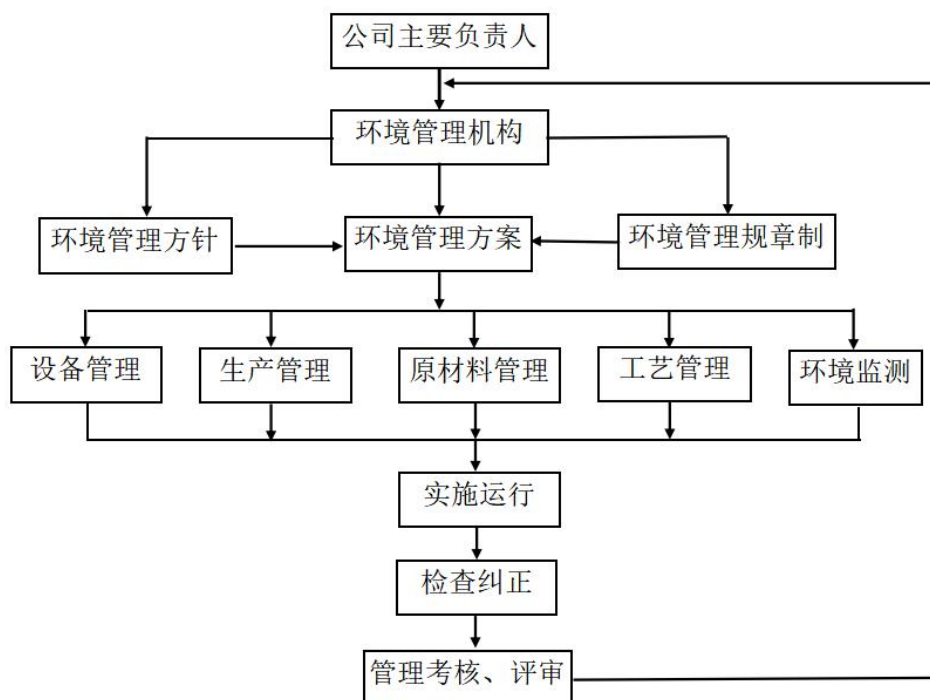 公司主要负责人
环境管理机构
环境管理方针
环境管理方案
环境管理规章制
设备管理
生产管理
原材料管理
工艺管理
环境监测
实施运行
检查纠正
管理考核、评审